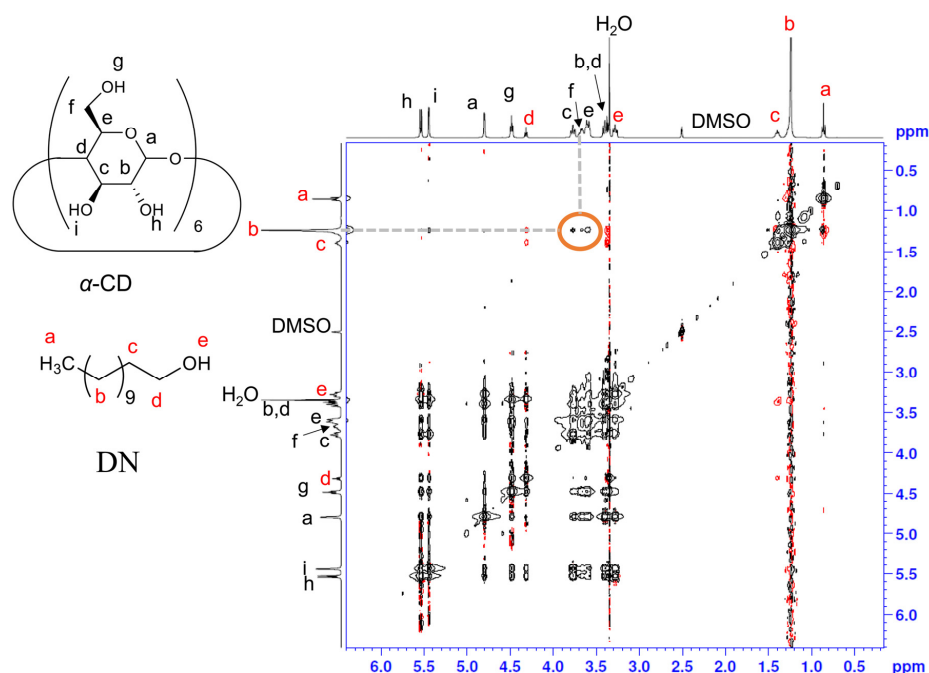 H₂O
b
b,d
a
g
h
i
a
g
f
c
e
d
e
DMSO
c
ppm
OH
f
e
O
a
d
c
b
O
HO
OH
i
h
6
α-CD
a
b
c
DMSO
a
c
e
H₃C
OH
9
b
d
DN
H₂O
e
b,d
e
f
c
d
g
a
i
h
0.5
1.0
1.5
2.0
2.5
3.0
3.5
4.0
4.5
5.0
5.5
6.0
6.0 5.5 5.0 4.5 4.0 3.5 3.0 2.5 2.0 1.5 1.0 0.5 ppm